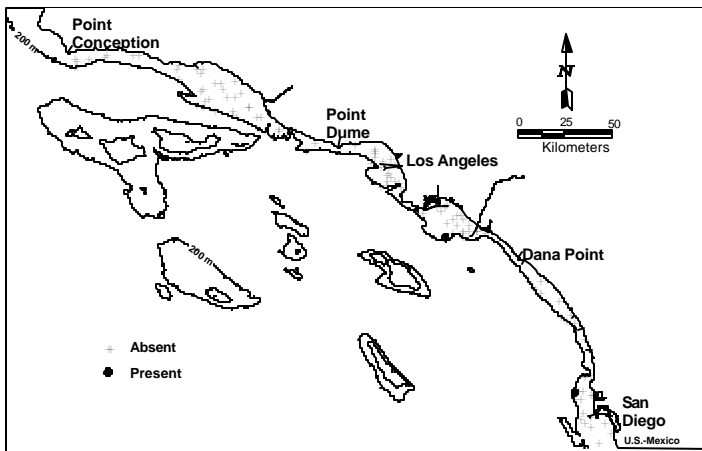 Point
Conception
200 m
N
Point
Dume
0 25 50
Kilometers
Los Angeles
200 m
Dana Point
Absent
Present
San
Diego
U.S.-Mexico